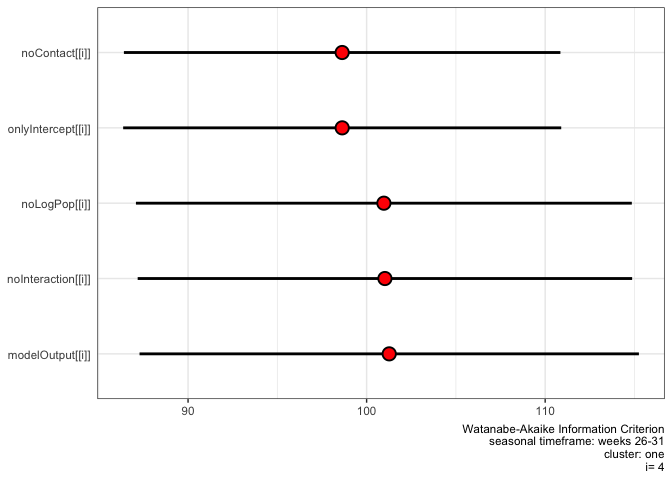 noContact[[i]]
onlyIntercept[[i]]
noLogPop[[i]]
noInteraction[[i]]
modelOutput[[i]]
90 100 110
Watanabe-Akaike Information Criterion
seasonal timeframe: weeks 26-31
cluster: one
i= 4